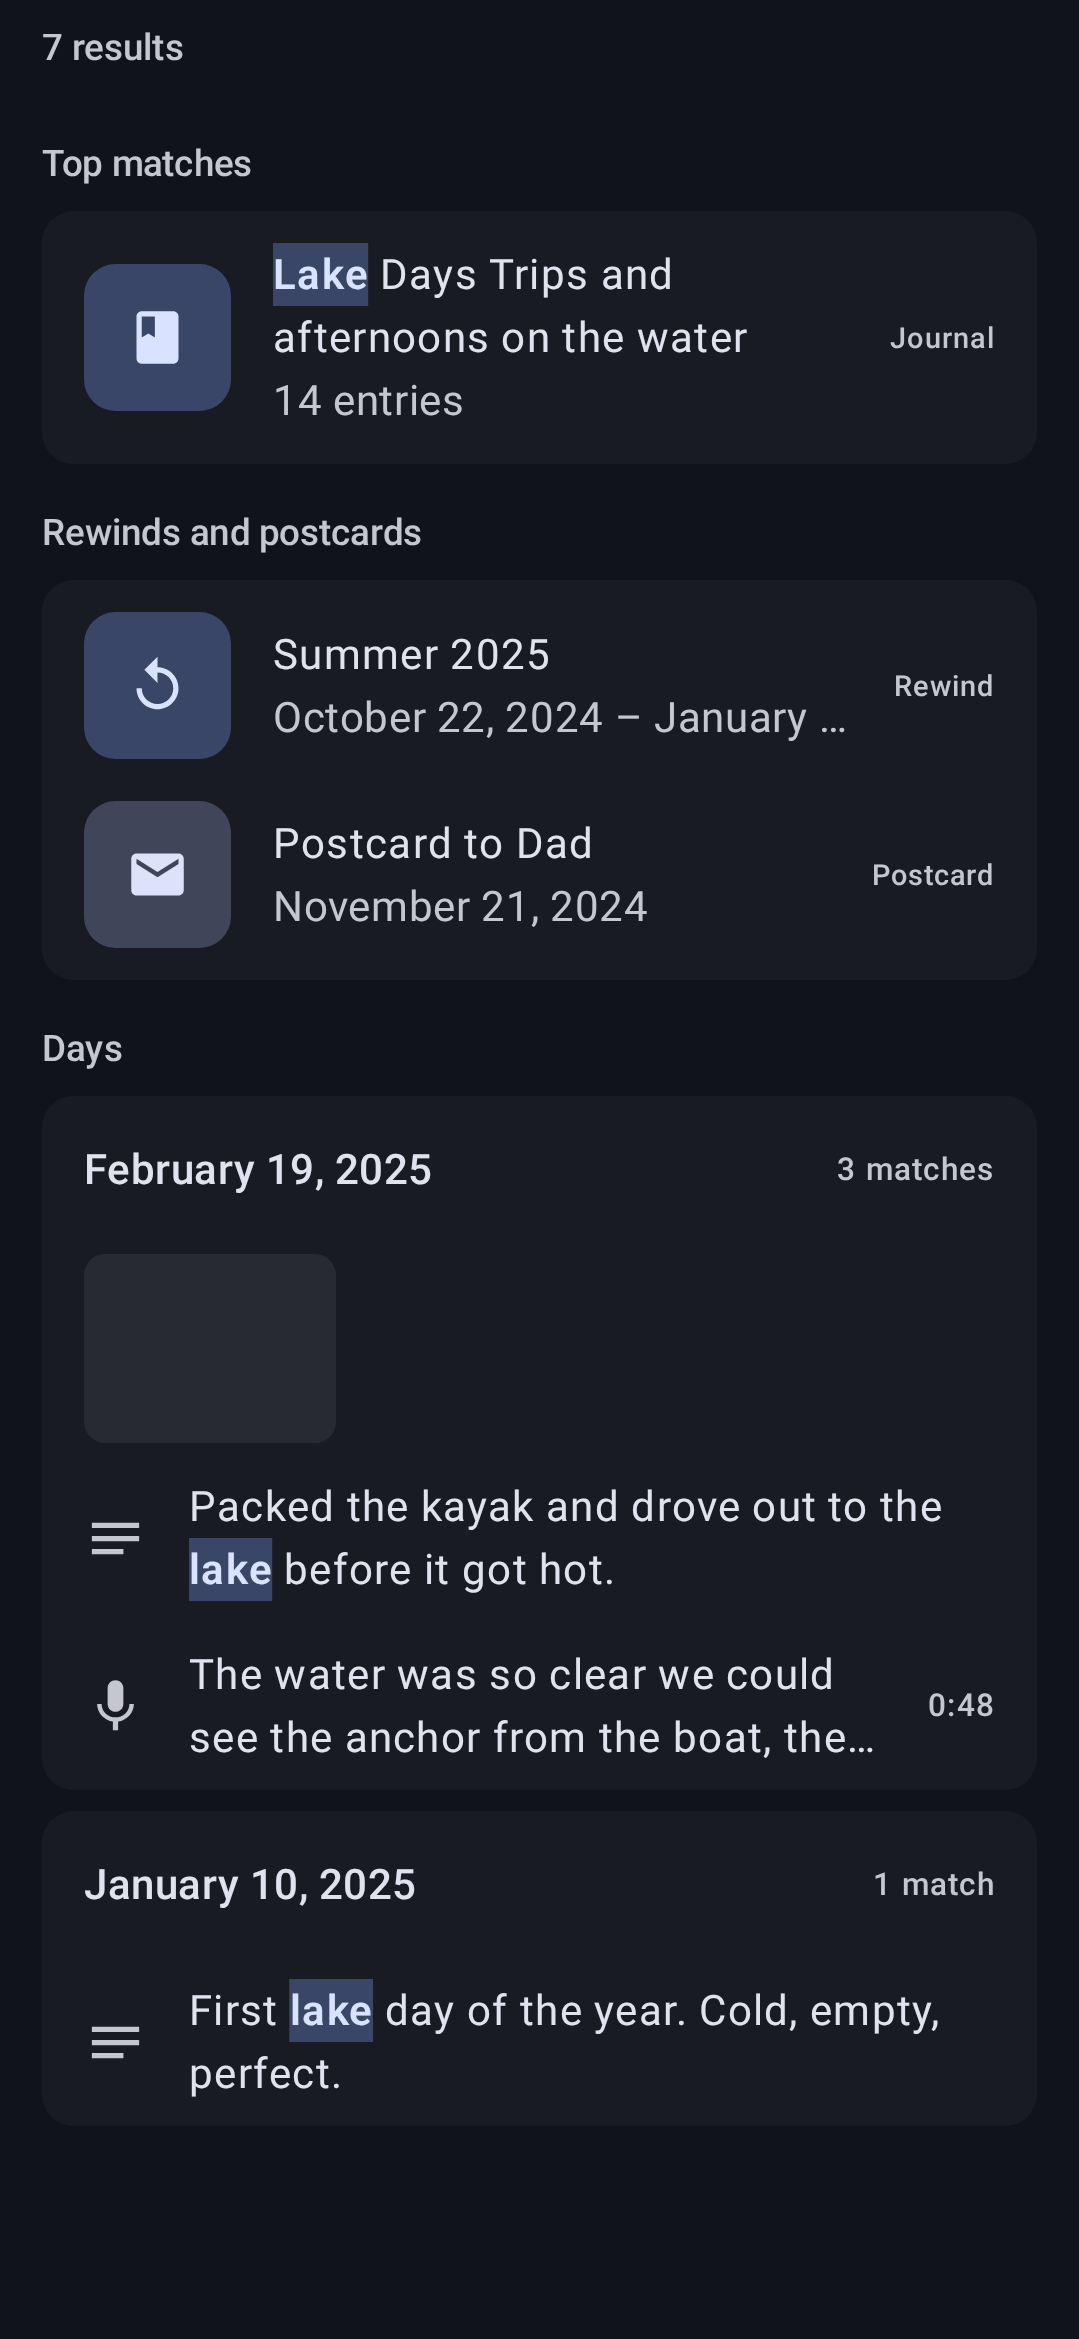 7 results
Top matches
Lake Days Trips and
afternoons on the water
14 entries
Journal
Rewinds and postcards
Summer 2025
October 22, 2024 – January …
Rewind
Postcard to Dad
November 21, 2024
Postcard
Days
February 19, 2025
3 matches
Packed the kayak and drove out to the
lake before it got hot.
The water was so clear we could
see the anchor from the boat, the…
0:48
January 10, 2025
1 match
First lake day of the year. Cold, empty,
perfect.